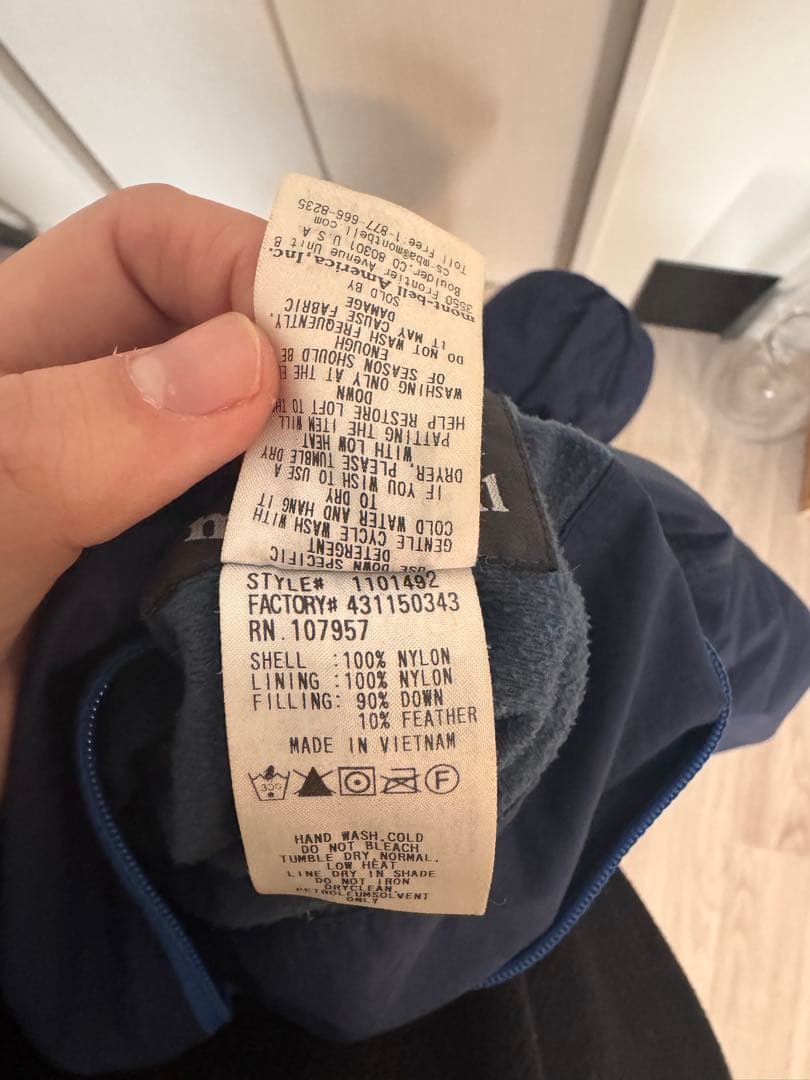 USE DOWN SPECIFIC
DETERGENT
GENTLE CYCLE WASH WITH
COLD WATER AND HANG IT
TO DRY
IF YOU WISH TO USE A
DRYER, PLEASE TUMBLE DRY
WITH LOW HEAT
PATTING THE ITEM WILL
HELP RESTORE LOFT TO THE
DOWN
WASHING ONLY AT THE
OF SEASON SHOULD BE
ENOUGH
DO NOT WASH FREQUENTLY.
IT MAY CAUSE FABRIC
DAMAGE
SOLD BY
mont-bell America, Inc.
3550 Frontier Avenue Unit B
Boulder, CO 80301 U S A
cs_mba@montbell com
Toll Free:1-877-666-8235
STYLE# 1101492
FACTORY# 431150343
RN.107957
SHELL :100% NYLON
LINING :100% NYLON
FILLING: 90% DOWN
10% FEATHER
MADE IN VIETNAM
F
HAND WASH.COLD
DO NOT BLEACH
TUMBLE DRY.NORMAL.
LOW HEAT
LINE DRY IN SHADE
DO NOT IRON
DRYCLEAN.
PETROLEUMSOLVENT
ONLY